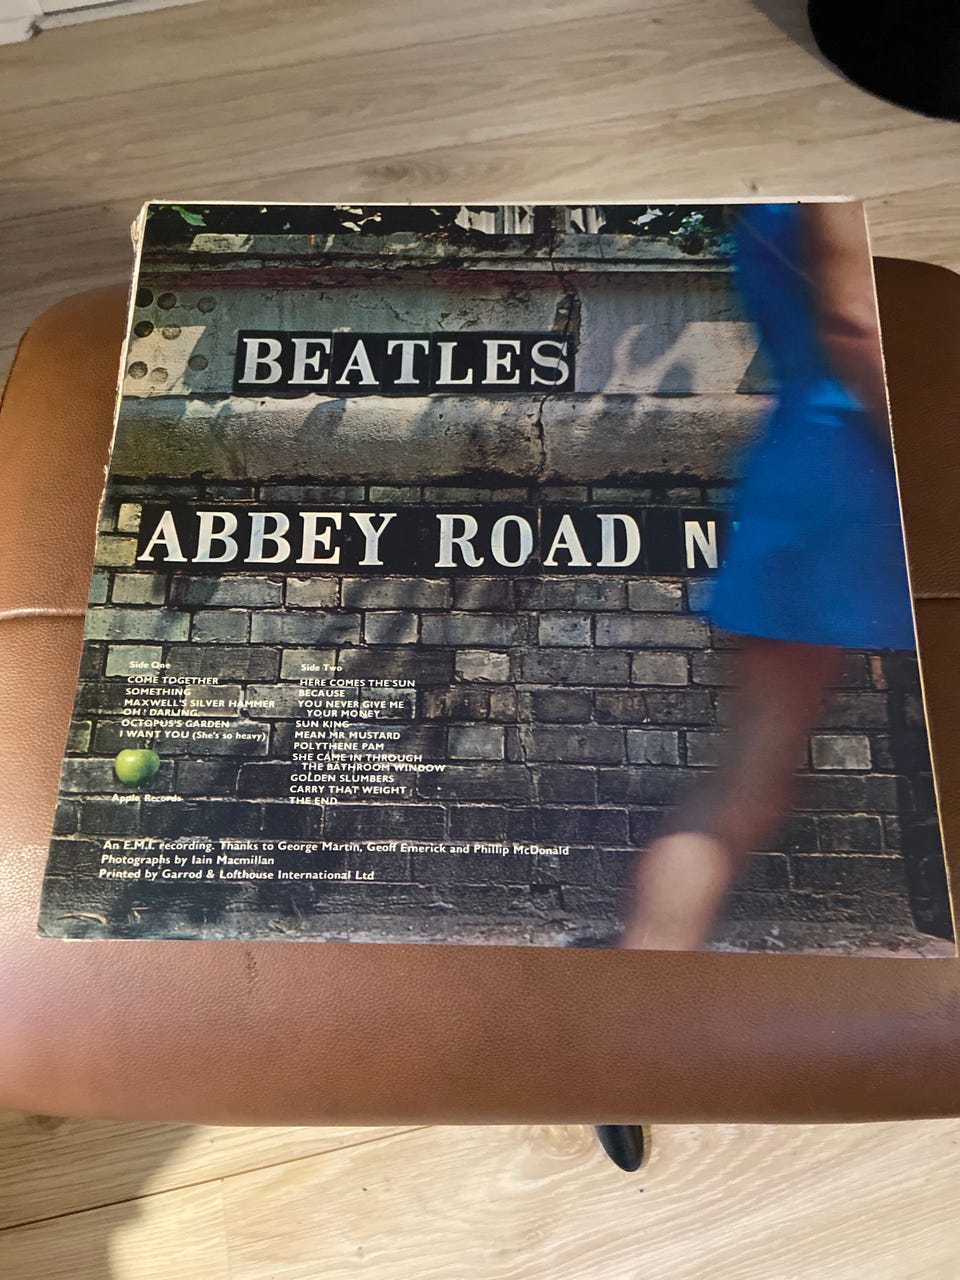 BEATLES
ABBEY ROAD N
Side One
COME TOGETHER
SOMETHING
MAXWELL'S SILVER HAMMER
OH! DARLING
OCTOPUS'S GARDEN
I WANT YOU (She's so heavy)
Apple Records
Side Two
HERE COMES THE SUN
BECAUSE
YOU NEVER GIVE ME
YOUR MONEY
SUN KING
MEAN MR MUSTARD
POLYTHENE PAM
SHE CAME IN THROUGH
THE BATHROOM WINDOW
GOLDEN SLUMBERS
CARRY THAT WEIGHT
THE END
An E.M.I. recording. Thanks to George Martin, Geoff Emerick and Phillip McDonald
Photographs by Iain Macmillan
Printed by Garrod & Lofthouse International Ltd